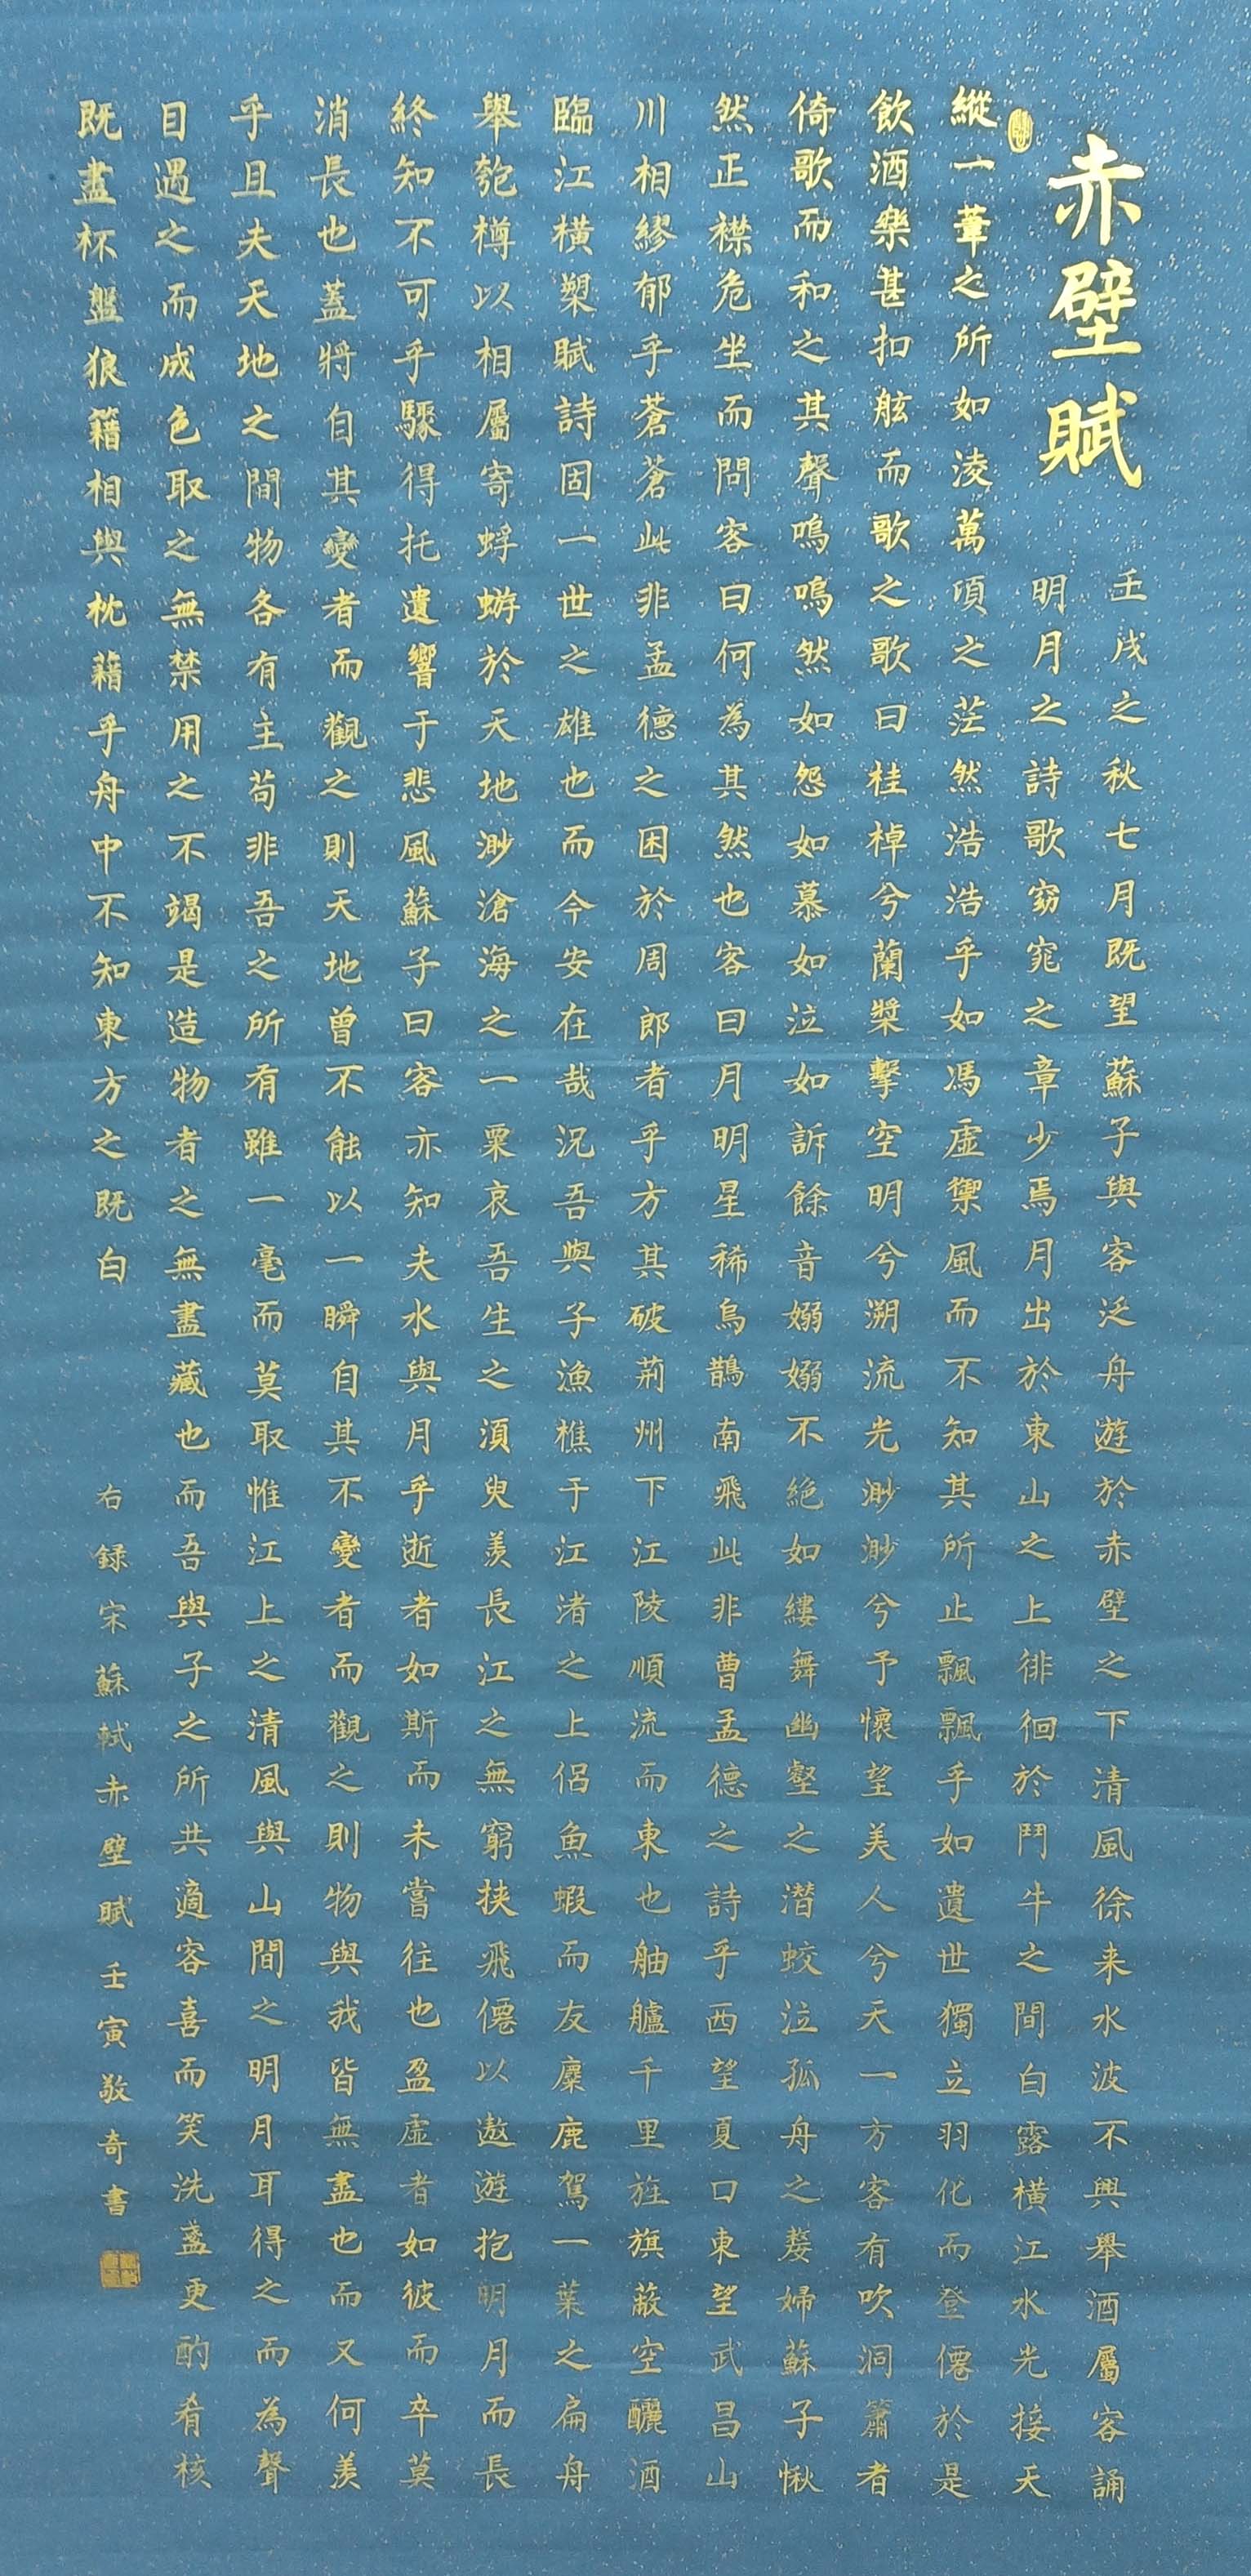 赤壁賦
壬戌之秋七月既望蘇子與客泛舟遊於赤壁之下清風徐来水波不興舉酒屬客誦
明月之詩歌窈窕之章少焉月出於東山之上徘徊於鬥牛之間白露橫江水光接天
縱一葦之所如淩萬頃之茫然浩浩乎如馮虛禦風而不知其所止飄飄乎如遺世獨立羽化而登僊於是
飲酒樂甚扣舷而歌之歌曰桂棹兮蘭槳擊空明兮溯流光渺渺兮予懷望美人兮天一方客有吹洞簫者
倚歌而和之其聲嗚嗚然如怨如慕如泣如訴餘音嫋嫋不絕如縷舞幽壑之潛蛟泣孤舟之嫠婦蘇子愀
然正襟危坐而問客曰何為其然也客曰月明星稀烏鵲南飛此非曹孟德之詩乎西望夏口東望武昌山
川相繆郁乎蒼蒼此非孟德之困於周郎者乎方其破荊州下江陵順流而東也舳艫千里旌旗蔽空釃酒
臨江橫槊賦詩固一世之雄也而今安在哉況吾與子漁樵于江渚之上侶魚蝦而友麋鹿駕一葉之扁舟
舉匏樽以相屬寄蜉蝣於天地渺滄海之一粟哀吾生之須臾羨長江之無窮挾飛僊以遨遊抱明月而長
終知不可乎驟得托遺響于悲風蘇子曰客亦知夫水與月乎逝者如斯而未嘗往也盈虛者如彼而卒莫
消長也蓋將自其變者而觀之則天地曾不能以一瞬自其不變者而觀之則物與我皆無盡也而又何羨
乎且夫天地之間物各有主苟非吾之所有雖一毫而莫取惟江上之清風與山間之明月耳得之而為聲
目遇之而成色取之無禁用之不竭是造物者之無盡藏也而吾與子之所共適客喜而笑洗盞更酌肴核
既盡杯盤狼籍相與枕藉乎舟中不知東方之既白
右録宋蘇軾赤壁賦壬寅敬奇書